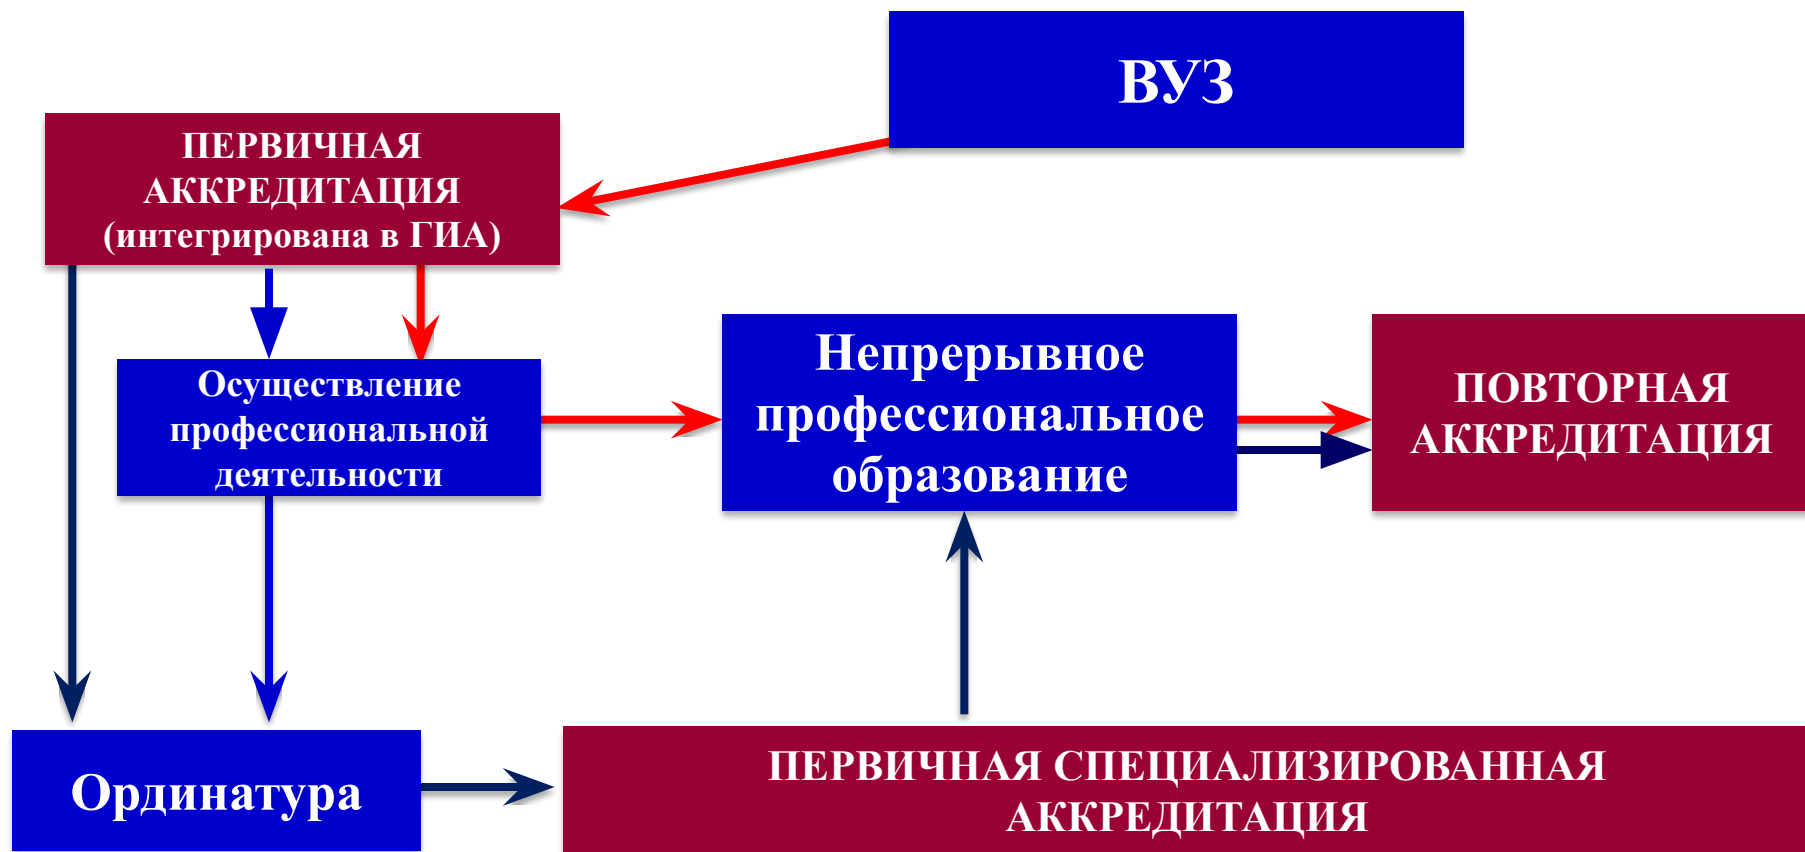 ВУЗ
ПЕРВИЧНАЯ
АККРЕДИТАЦИЯ
(интегрирована в ГИА)
Осуществление
профессиональной
деятельности
Непрерывное
профессиональное
образование
ПОВТОРНАЯ
АККРЕДИТАЦИЯ
Ординатура
ПЕРВИЧНАЯ СПЕЦИАЛИЗИРОВАННАЯ
АККРЕДИТАЦИЯ